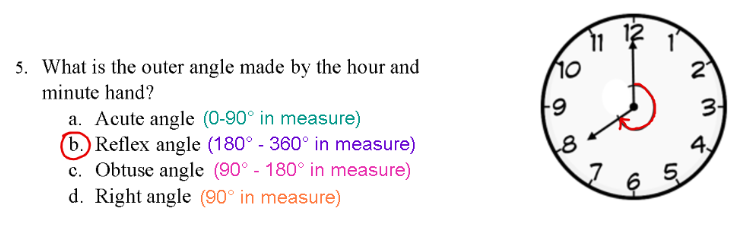 5. What is the outer angle made by the hour and
minute hand?
a. Acute angle (0-90° in measure)
b. Reflex angle (180° - 360° in measure)
c. Obtuse angle (90° - 180° in measure)
d. Right angle (90° in measure)
12
1
2
3
4
5
6
7
8
9
10
11